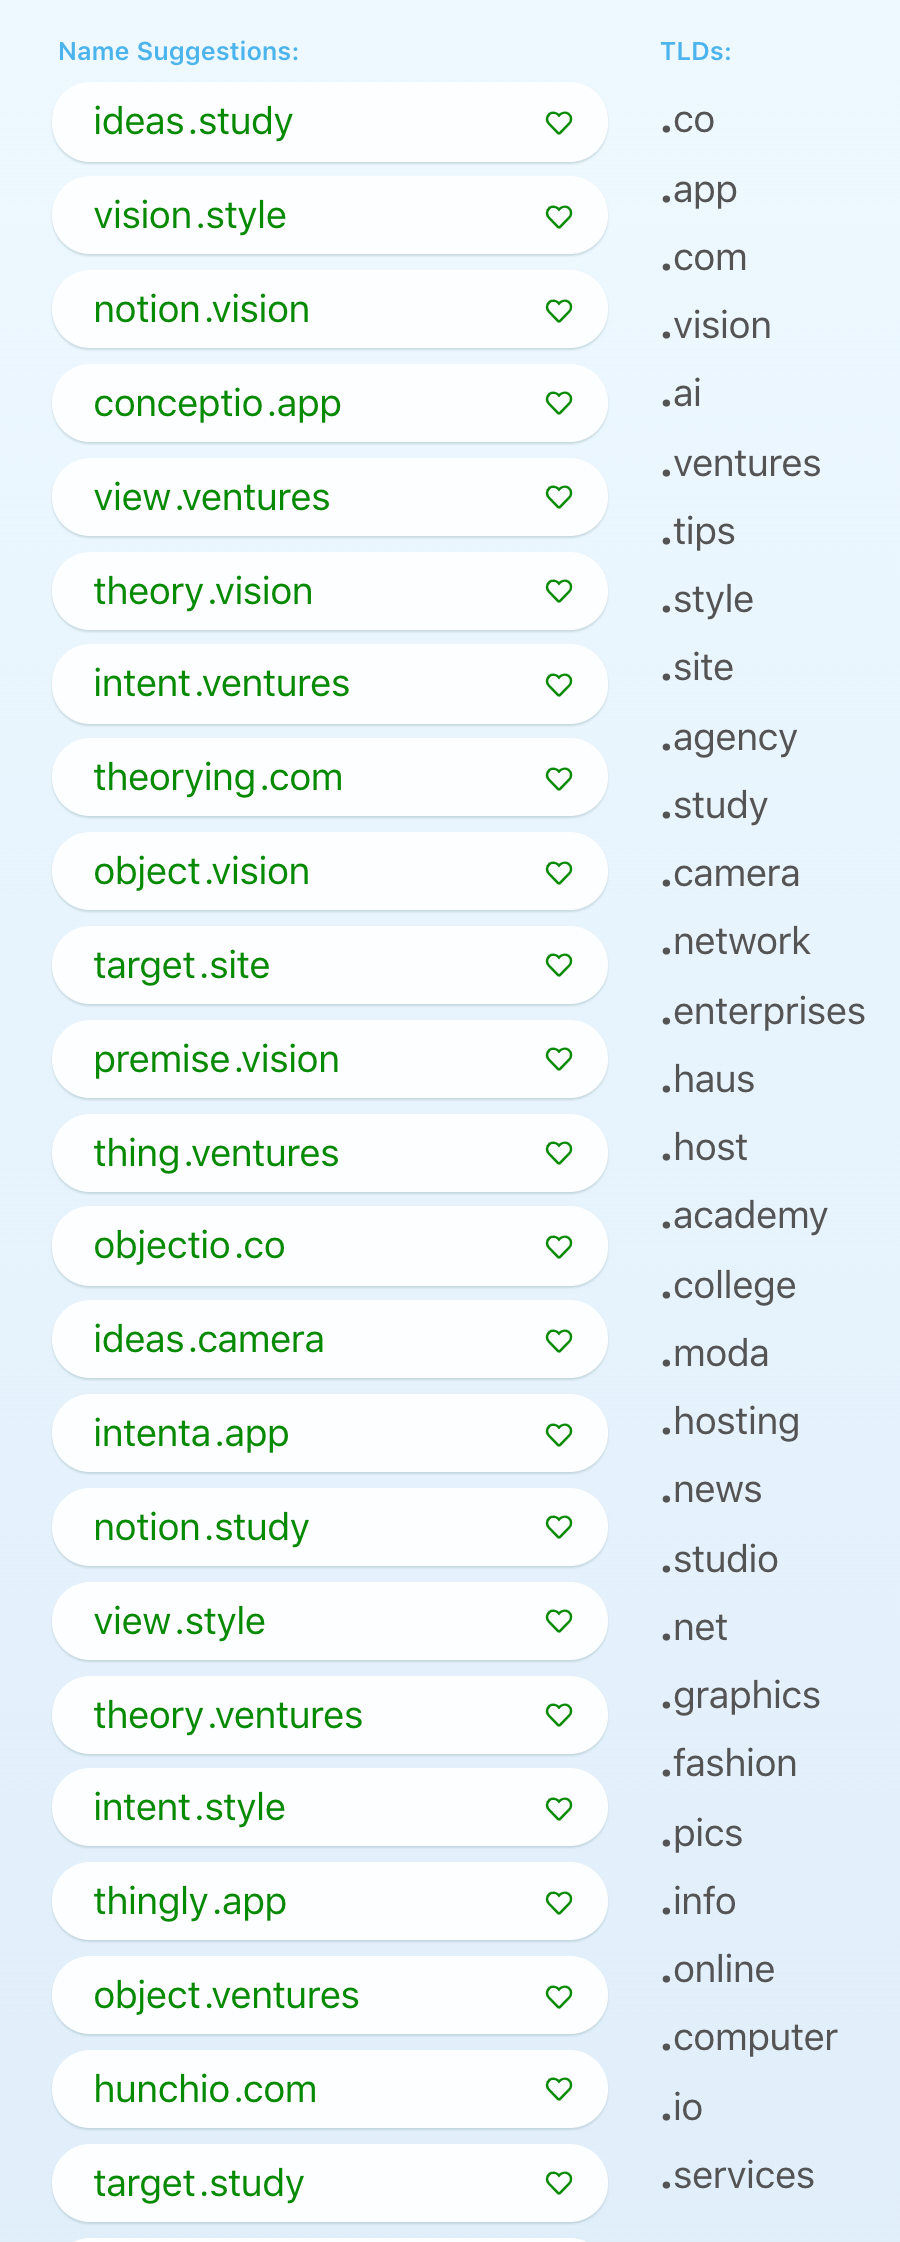 Name Suggestions:
ideas.study
vision.style
notion.vision
conceptio.app
view.ventures
theory.vision
intent.ventures
theorying.com
object.vision
target.site
premise.vision
thing.ventures
objectio.co
ideas.camera
intenta.app
notion.study
view.style
theory.ventures
intent.style
thingly.app
object.ventures
hunchio.com
target.study
TLDs:
.co
.app
.com
.vision
.ai
.ventures
.tips
.style
.site
.agency
.study
.camera
.network
.enterprises
.haus
.host
.academy
.college
.moda
.hosting
.news
.studio
.net
.graphics
.fashion
.pics
.info
.online
.computer
.io
.services